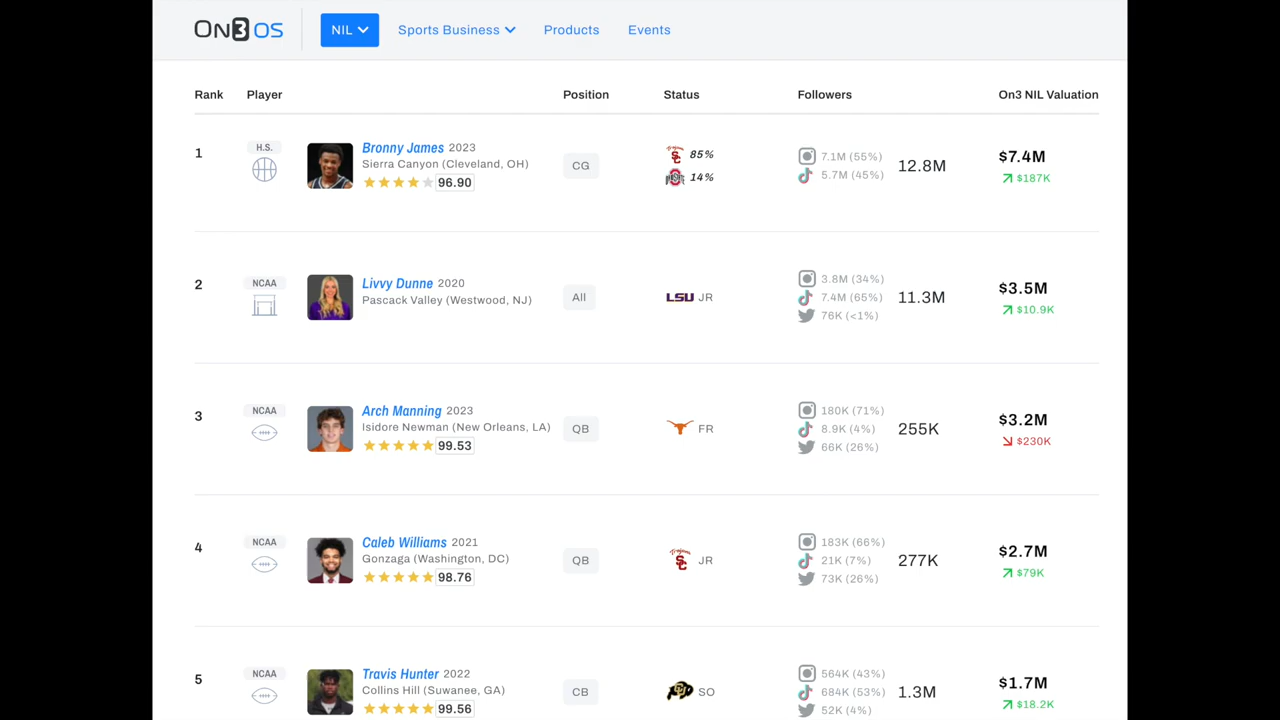 ON3 OS
NIL
Sports Business
Products
Events
Rank Player Position Status Followers On3 NIL Valuation
1
H.S.
Bronny James 2023
Sierra Canyon (Cleveland, OH)
96.90
CG
85%
14%
7.1M (55%)
5.7M (45%)
12.8M
$7.4M
$187K
2
NCAA
Livvy Dunne 2020
Pascack Valley (Westwood, NJ)
All
LSU JR
3.8M (34%)
7.4M (65%)
76K (<1%)
11.3M
$3.5M
$10.9K
3
NCAA
Arch Manning 2023
Isidore Newman (New Orleans, LA)
99.53
QB
FR
180K (71%)
8.9K (4%)
66K (26%)
255K
$3.2M
$230K
4
NCAA
Caleb Williams 2021
Gonzaga (Washington, DC)
98.76
QB
JR
183K (66%)
21K (7%)
73K (26%)
277K
$2.7M
$79K
5
NCAA
Travis Hunter 2022
Collins Hill (Suwanee, GA)
99.56
CB
SO
564K (43%)
684K (53%)
52K (4%)
1.3M
$1.7M
$18.2K